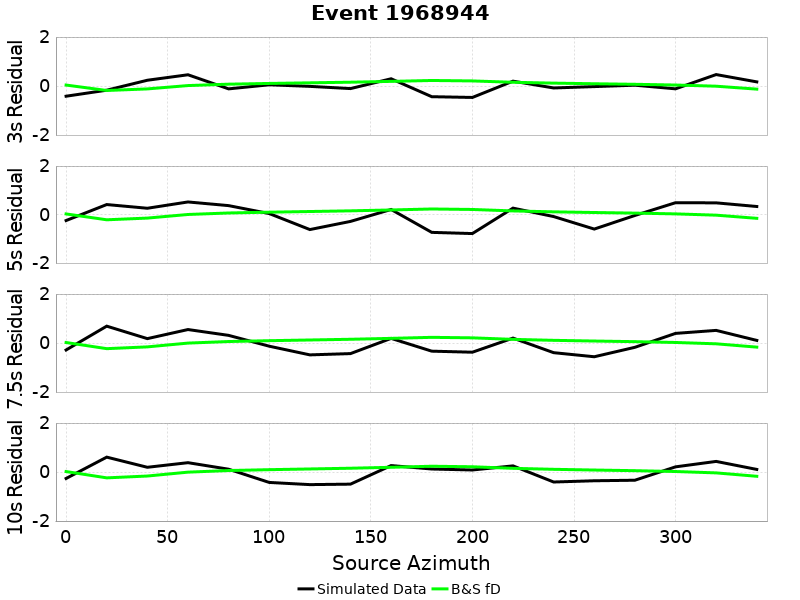 Event 1968944
3s Residual
2
0
-2
5s Residual
2
0
-2
7.5s Residual
2
0
-2
10s Residual
2
0
-2
0 50 100 150 200 250 300
Source Azimuth
Simulated Data B&S fD